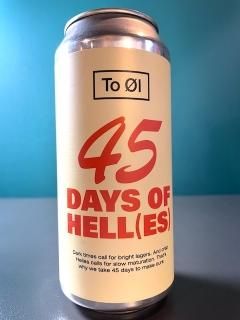 To Øl
45
DAYS OF
HELL(ES)
Dark times call for bright lagers. And crisp
Helles calls for slow maturation. That's
why we take 45 days to make ours.